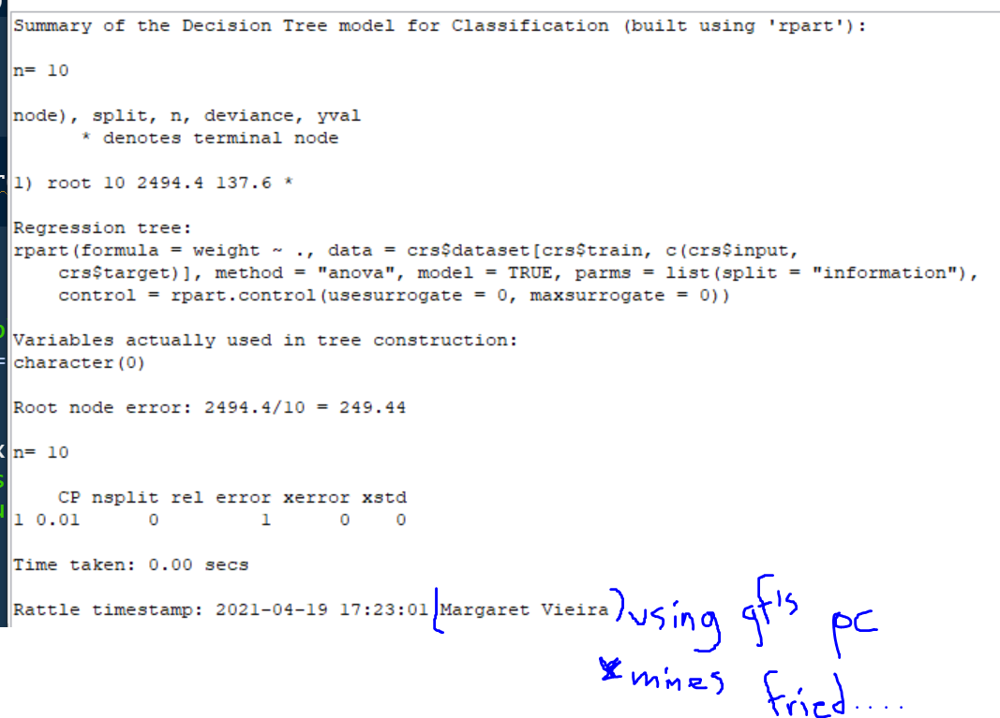 Summary of the Decision Tree model for Classification (built using 'rpart'):
n= 10
node), split, n, deviance, yval
* denotes terminal node
1) root 10 2494.4 137.6 *
Regression tree:
rpart(formula = weight ~ ., data = crs$dataset[crs$train, c(crs$input,
crs$target)], method = "anova", model = TRUE, parms = list(split = "information"),
control = rpart.control(usesurrogate = 0, maxsurrogate = 0))
Variables actually used in tree construction:
character(0)
Root node error: 2494.4/10 = 249.44
n= 10
CP nsplit rel error xerror xstd
1 0.01 0 1 0 0
Time taken: 0.00 secs
Rattle timestamp: 2021-04-19 17:23:01 (Margaret Vieira) using gf's pc
* mines fried....